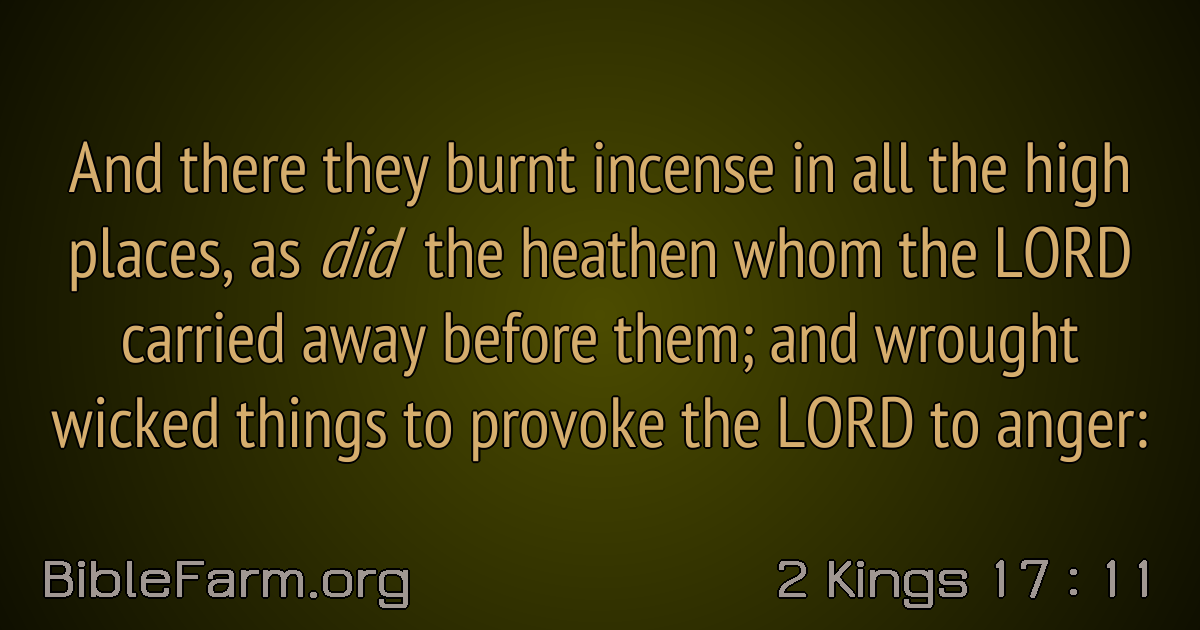 And there they burnt incense in all the high
places, as did the heathen whom the LORD
carried away before them; and wrought
wicked things to provoke the LORD to anger:
BibleFarm.org
2 Kings 17 : 11